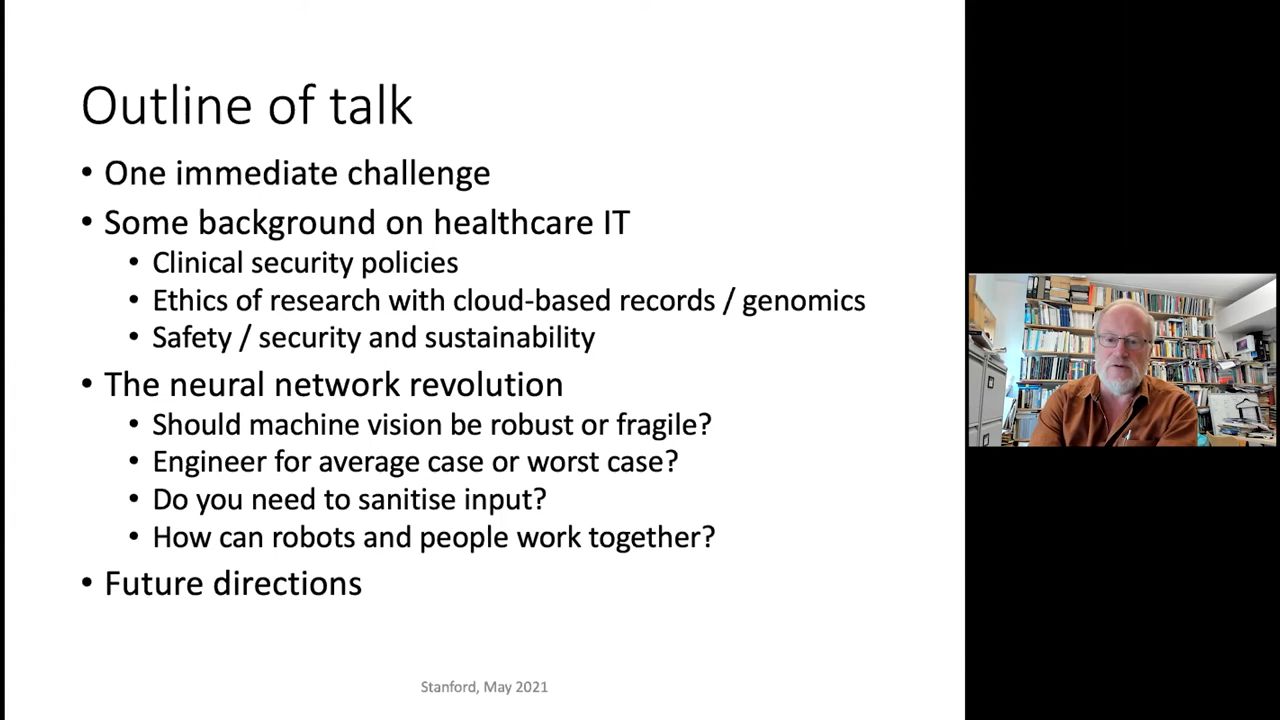 Outline of talk
• One immediate challenge
• Some background on healthcare IT
• Clinical security policies
• Ethics of research with cloud-based records / genomics
• Safety / security and sustainability
• The neural network revolution
• Should machine vision be robust or fragile?
• Engineer for average case or worst case?
• Do you need to sanitise input?
• How can robots and people work together?
• Future directions
Stanford, May 2021